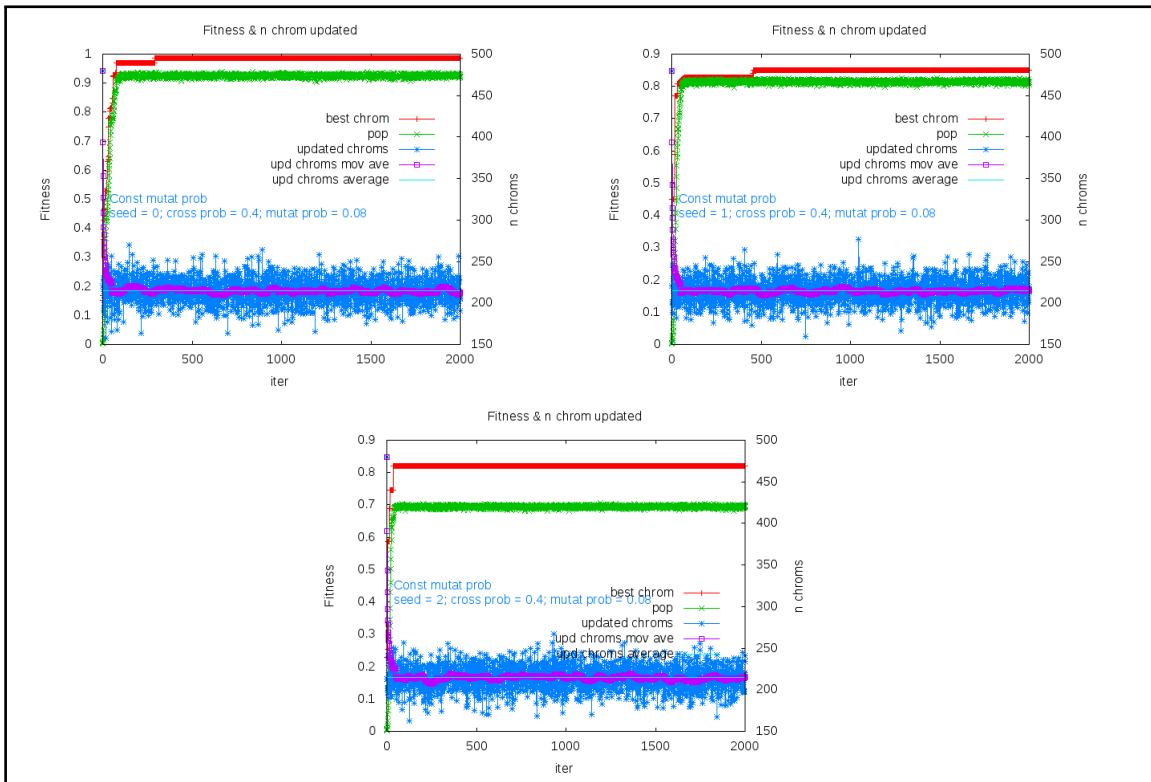 Fitness & n chrom updated
1
0.9
0.8
0.7
0.6
0.5
0.4
0.3
0.2
0.1
0
500
450
400
350
300
250
200
150
0
500
1000
1500
2000
Fitness
n chroms
iter
best chrom
pop
updated chroms
upd chroms mov ave
upd chroms average
Const mutat prob
seed = 0; cross prob = 0.4; mutat prob = 0.08
Fitness & n chrom updated
0.9
0.8
0.7
0.6
0.5
0.4
0.3
0.2
0.1
0
500
450
400
350
300
250
200
150
0
500
1000
1500
2000
Fitness
n chroms
iter
best chrom
pop
updated chroms
upd chroms mov ave
upd chroms average
Const mutat prob
seed = 1; cross prob = 0.4; mutat prob = 0.08
Fitness & n chrom updated
0.9
0.8
0.7
0.6
0.5
0.4
0.3
0.2
0.1
0
500
450
400
350
300
250
200
150
0
500
1000
1500
2000
Fitness
n chroms
iter
Const mutat prob
seed = 2; cross prob = 0.4; mutat prob = 0.08
best chrom
pop
updated chroms
upd chroms mov ave
upd chroms average